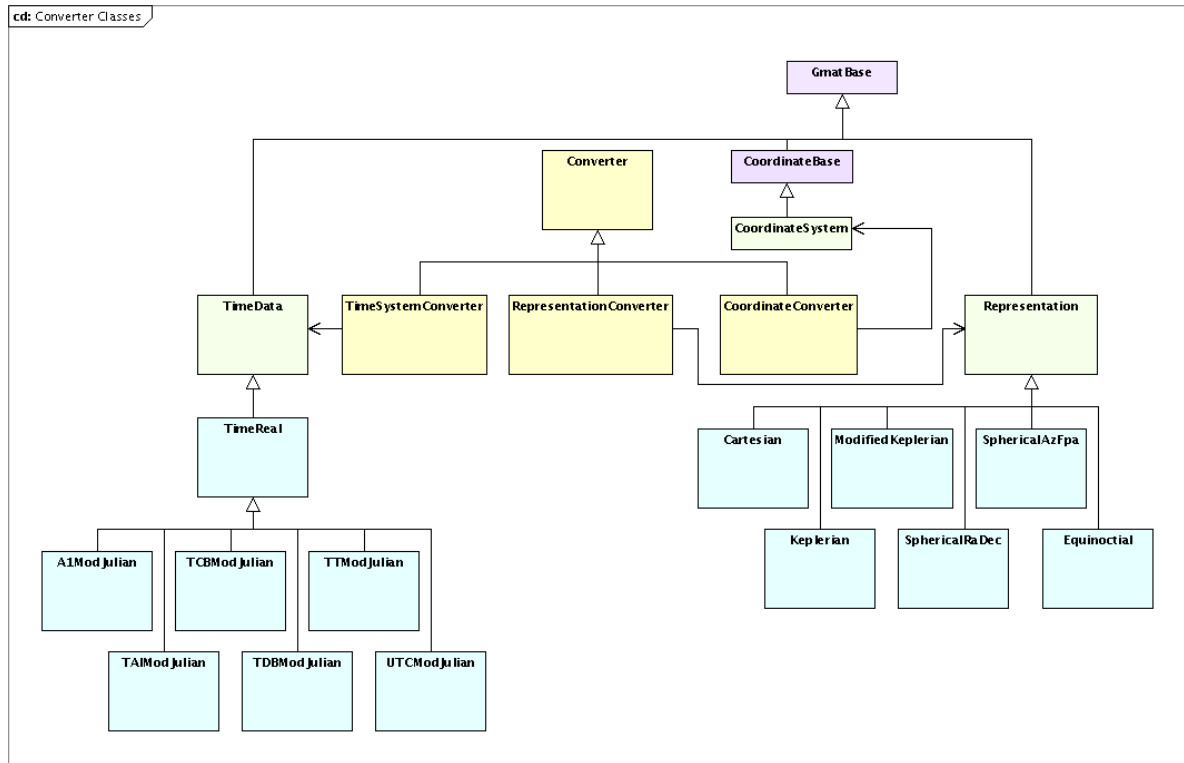 cd: Converter Classes
GmatBase
Converter
CoordinateBase
CoordinateSystem
TimeData
TimeSystemConverter
RepresentationConverter
CoordinateConverter
Representation
TimeReal
Cartesian
ModifiedKeplerian
SphericalAzFpa
Keplerian
SphericalRaDec
Equinoctial
A1ModJulian
TCBModJulian
TTModJulian
TAIModJulian
TDBModJulian
UTCModJulian